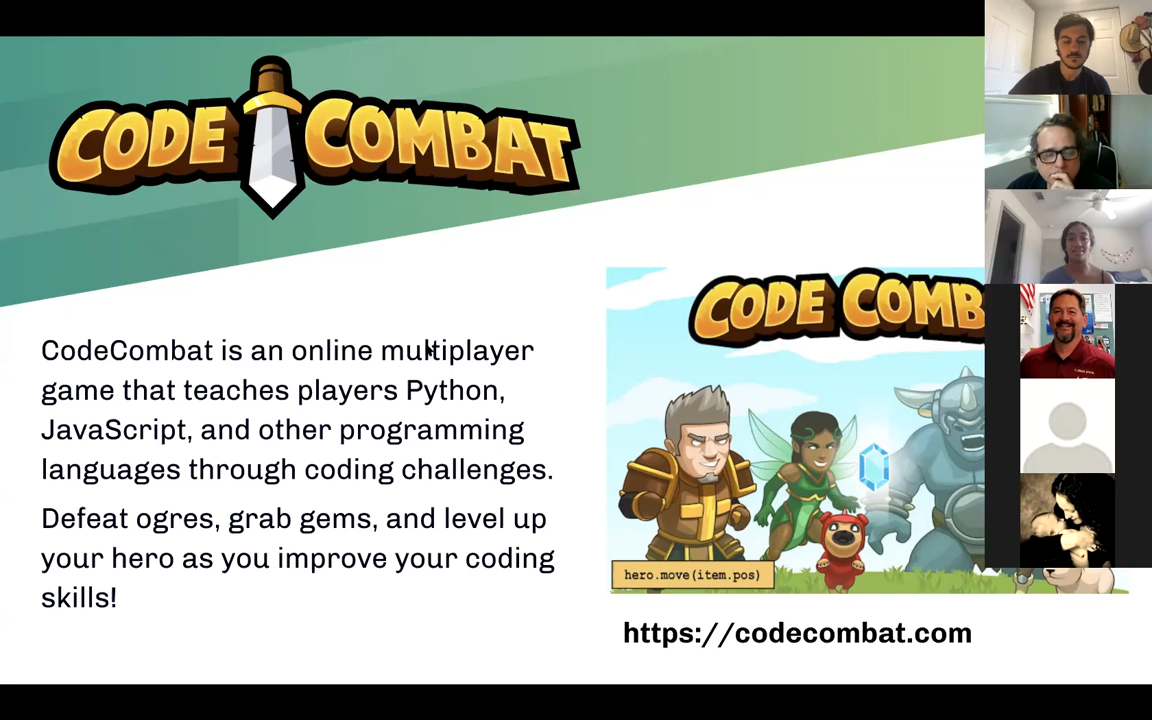 CODE COMBAT
CODE COMB
CodeCombat is an online multiplayer
game that teaches players Python,
JavaScript, and other programming
languages through coding challenges.
Defeat ogres, grab gems, and level up
your hero as you improve your coding
skills!
hero.move(item.pos)
https://codecombat.com